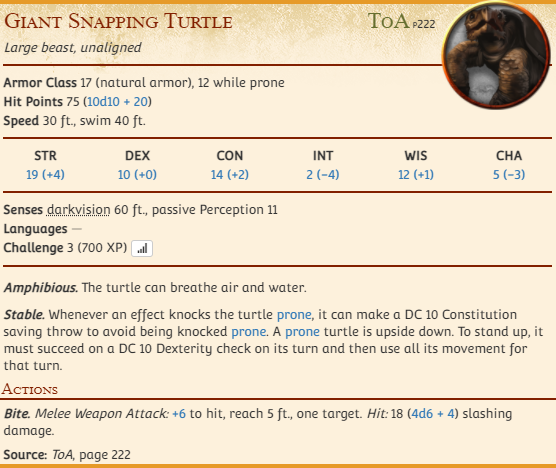 Giant Snapping Turtle ToA p222
Large beast, unaligned
Armor Class 17 (natural armor), 12 while prone
Hit Points 75 (10d10 + 20)
Speed 30 ft., swim 40 ft.
STR DEX CON INT WIS CHA
19 (+4) 10 (+0) 14 (+2) 2 (−4) 12 (+1) 5 (−3)
Senses darkvision 60 ft., passive Perception 11
Languages —
Challenge 3 (700 XP)
Amphibious. The turtle can breathe air and water.
Stable. Whenever an effect knocks the turtle prone, it can make a DC 10 Constitution
saving throw to avoid being knocked prone. A prone turtle is upside down. To stand up, it
must succeed on a DC 10 Dexterity check on its turn and then use all its movement for
that turn.
Actions
Bite. Melee Weapon Attack: +6 to hit, reach 5 ft., one target. Hit: 18 (4d6 + 4) slashing
damage.
Source: ToA, page 222